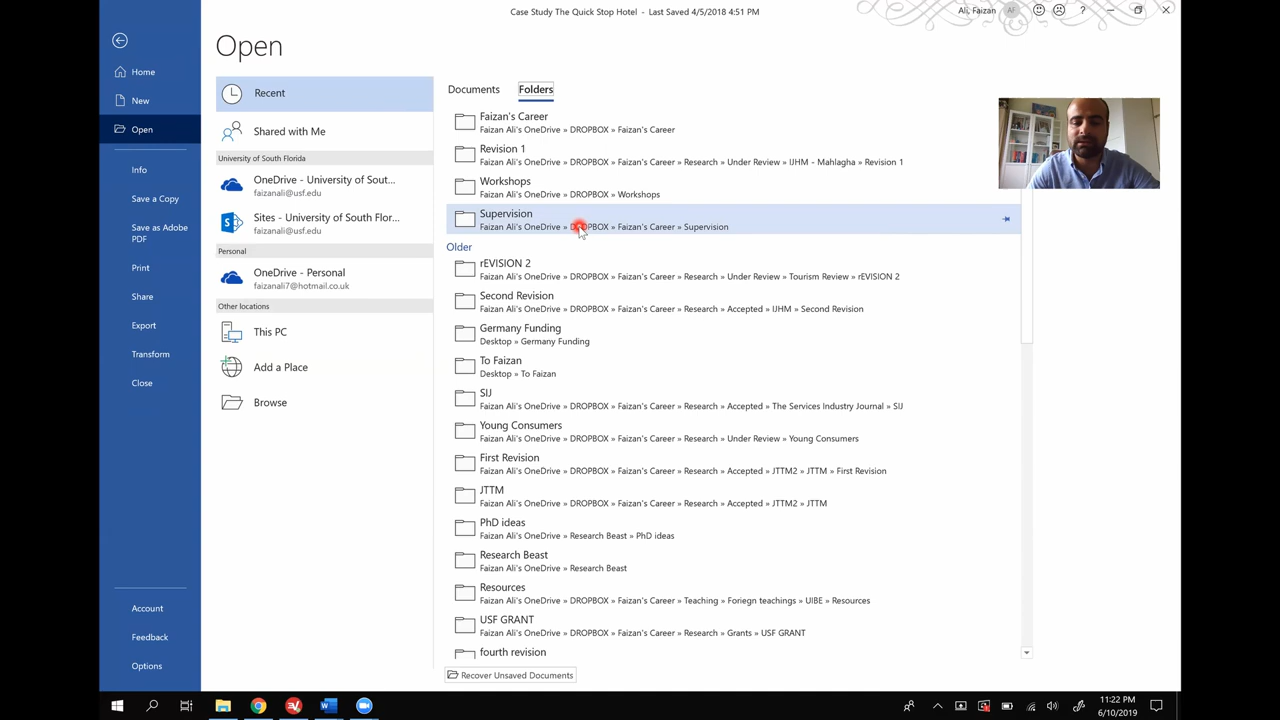 Case Study The Quick Stop Hotel - Last Saved 4/5/2018 4:51 PM
Ali, Faizan
AF
?
Home
New
Open
Info
Save a Copy
Save as Adobe
PDF
Print
Share
Export
Transform
Close
Account
Feedback
Options
Open
Recent
Shared with Me
University of South Florida
OneDrive - University of Sout...
faizanali@usf.edu
Sites - University of South Flor...
faizanali@usf.edu
Personal
OneDrive - Personal
faizanali7@hotmail.co.uk
Other locations
This PC
Add a Place
Browse
Documents
Folders
Faizan's Career
Faizan Ali's OneDrive » DROPBOX » Faizan's Career
Revision 1
Faizan Ali's OneDrive » DROPBOX » Faizan's Career » Research » Under Review » IJHM - Mahlagha » Revision 1
Workshops
Faizan Ali's OneDrive » DROPBOX » Workshops
Supervision
Faizan Ali's OneDrive » DROPBOX » Faizan's Career » Supervision
Older
rEVISION 2
Faizan Ali's OneDrive » DROPBOX » Faizan's Career » Research » Under Review » Tourism Review » rEVISION 2
Second Revision
Faizan Ali's OneDrive » DROPBOX » Faizan's Career » Research » Accepted » IJHM » Second Revision
Germany Funding
Desktop » Germany Funding
To Faizan
Desktop » To Faizan
SIJ
Faizan Ali's OneDrive » DROPBOX » Faizan's Career » Research » Accepted » The Services Industry Journal » SIJ
Young Consumers
Faizan Ali's OneDrive » DROPBOX » Faizan's Career » Research » Under Review » Young Consumers
First Revision
Faizan Ali's OneDrive » DROPBOX » Faizan's Career » Research » Accepted » JTTM2 » JTTM » First Revision
JTTM
Faizan Ali's OneDrive » DROPBOX » Faizan's Career » Research » Accepted » JTTM2 » JTTM
PhD ideas
Faizan Ali's OneDrive » Research Beast » PhD ideas
Research Beast
Faizan Ali's OneDrive » Research Beast
Resources
Faizan Ali's OneDrive » DROPBOX » Faizan's Career » Teaching » Foriegn teachings » UIBE » Resources
USF GRANT
Faizan Ali's OneDrive » DROPBOX » Faizan's Career » Research » Grants » USF GRANT
fourth revision
Recover Unsaved Documents
11:22 PM
6/10/2019